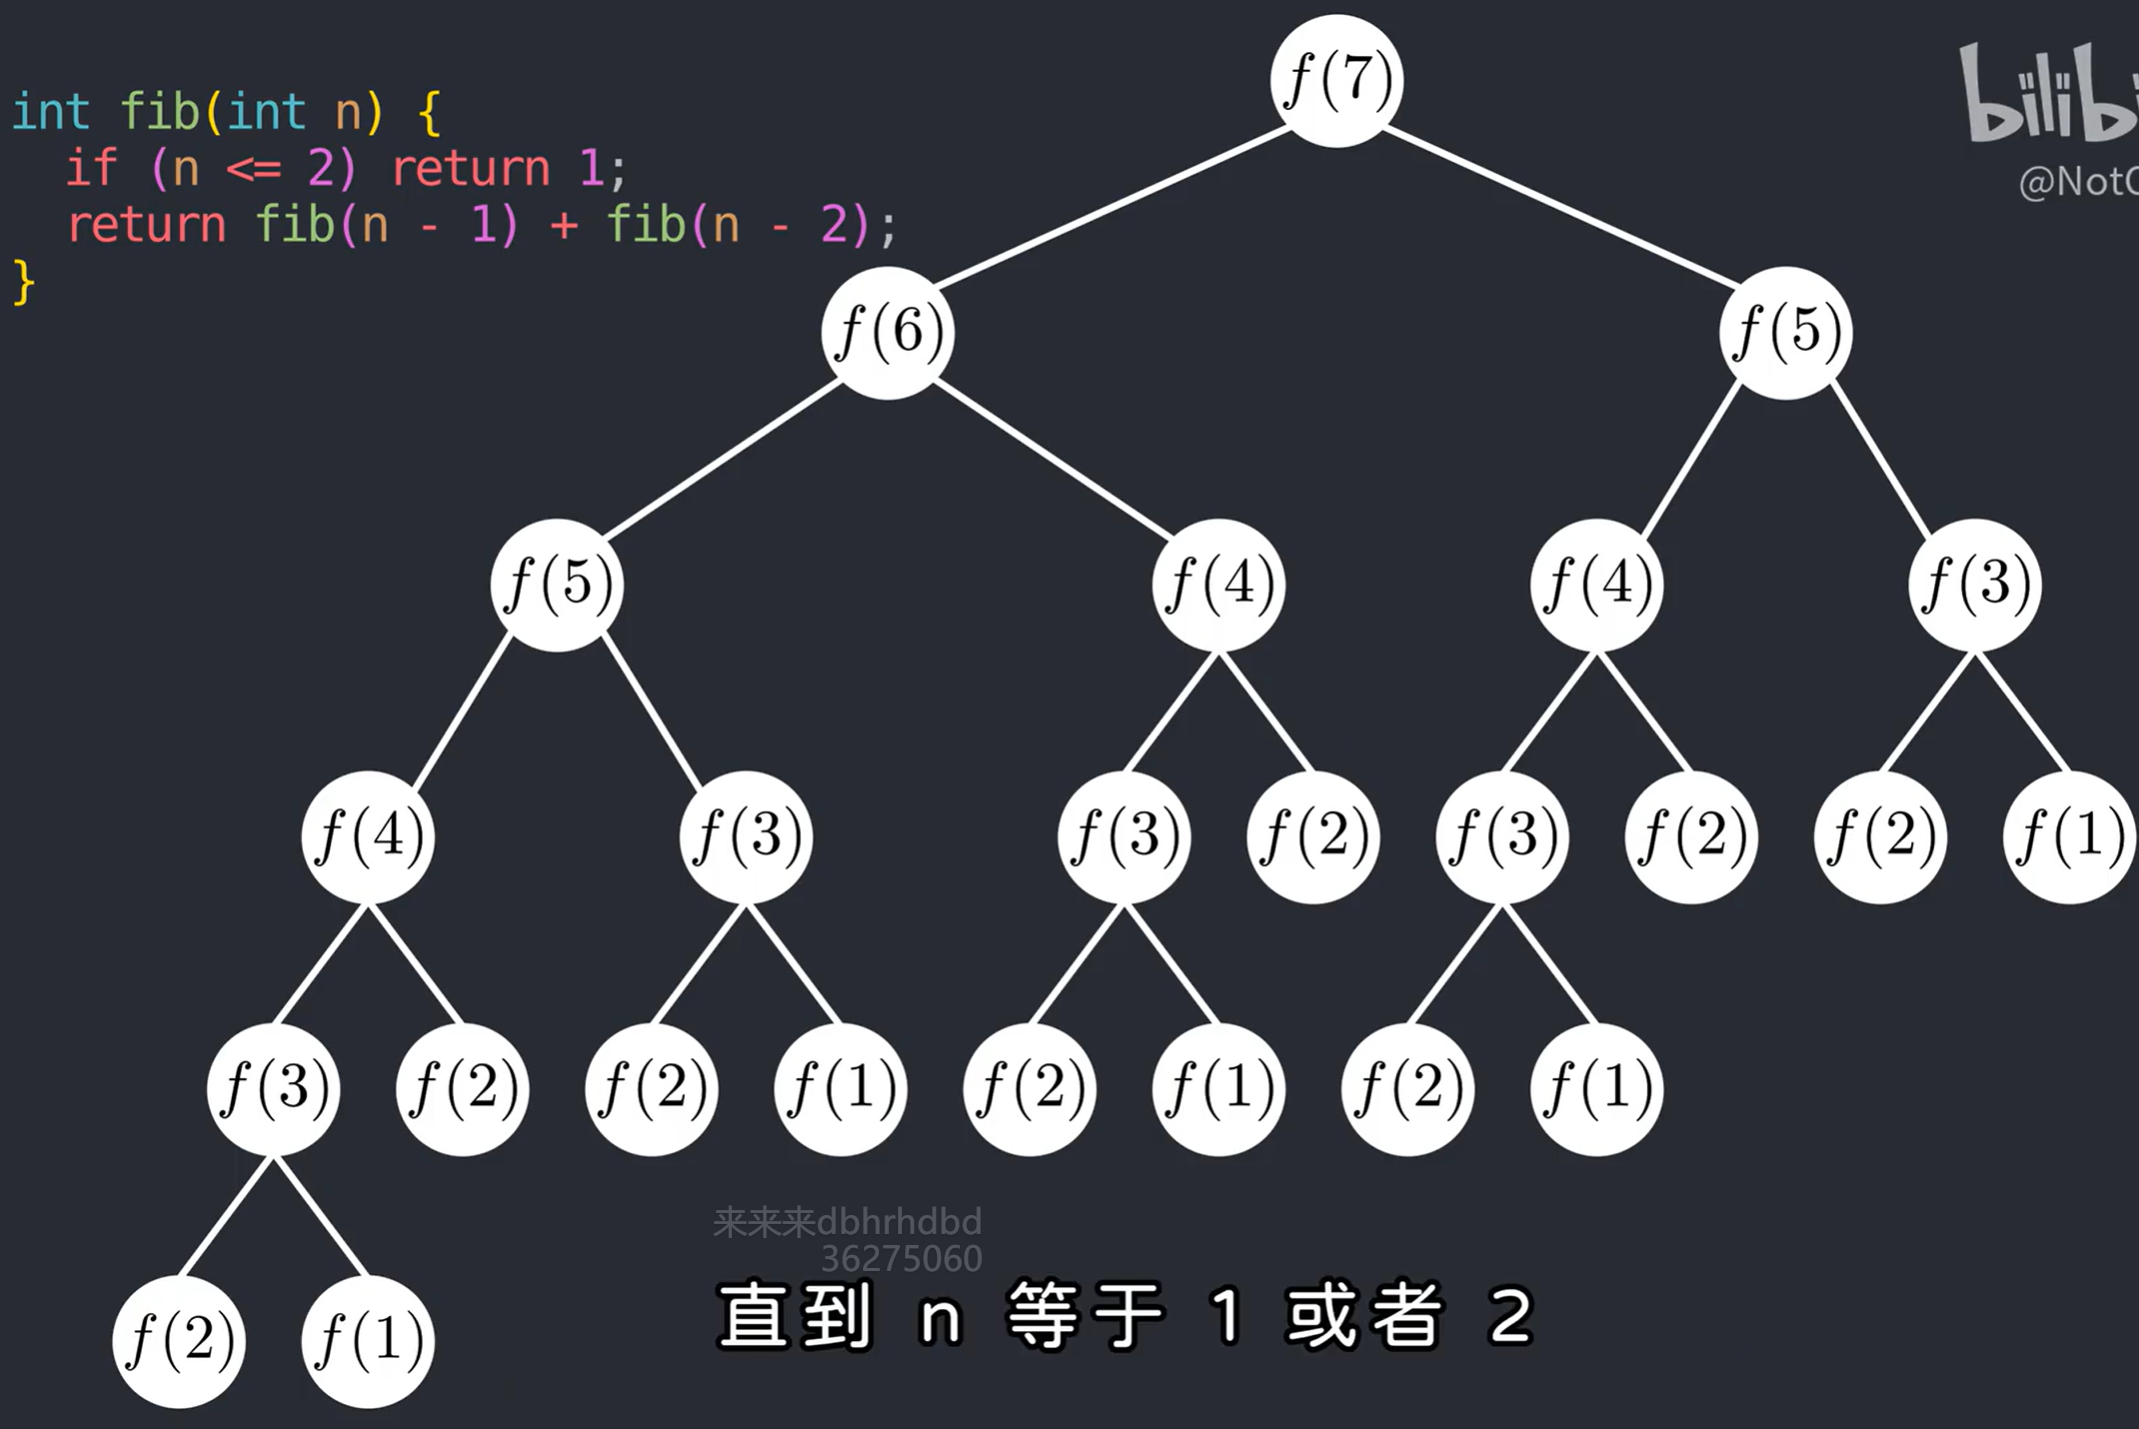 int fib(int n) {
if (n <= 2) return 1;
return fib(n - 1) + fib(n - 2);
}
@Not
f(7)
f(6) f(5)
f(5) f(4) f(4) f(3)
f(4) f(3) f(3) f(2) f(3) f(2) f(2) f(1)
f(3) f(2) f(2) f(1) f(2) f(1) f(2) f(1)
f(2) f(1)
来来来dbhrhdbd
36275060
直到 n 等于 1 或者 2